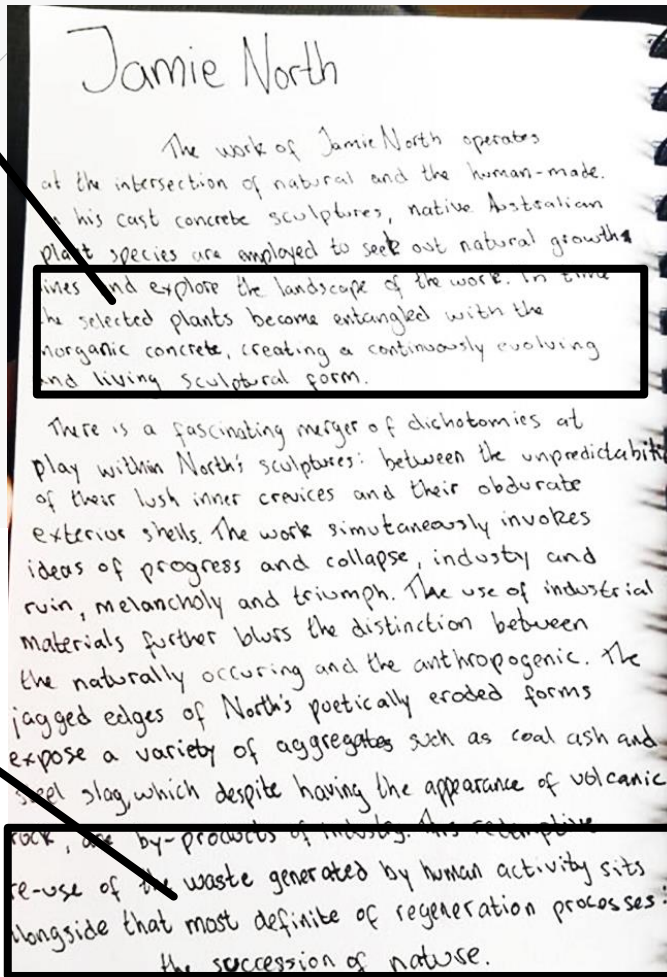 Jamie North
The work of Jamie North operates
at the intersection of natural and the human-made.
his cast concrete sculptures, native Australian
plant species are employed to seek out natural growth
lines and explore the landscape of the work. In time
the selected plants become entangled with the
inorganic concrete, creating a continuously evolving
and living sculptural form.
There is a fascinating merger of dichotomies at
play within North's sculptures: between the unpredictability
of their lush inner crevices and their obdurate
exterior shells. The work simutaneously invokes
ideas of progress and collapse, industy and
ruin, melancholy and triumph. The use of industrial
materials further blurs the distinction between
the naturally occuring and the anthropogenic. The
jagged edges of North's poetically eroded forms
expose a variety of aggregates such as coal ash and
steel slag, which despite having the appearance of volcanic
rock, are by-products of industry. This redemptive
re-use of the waste generated by human activity sits
alongside that most definite of regeneration processes:
the succession of nature.